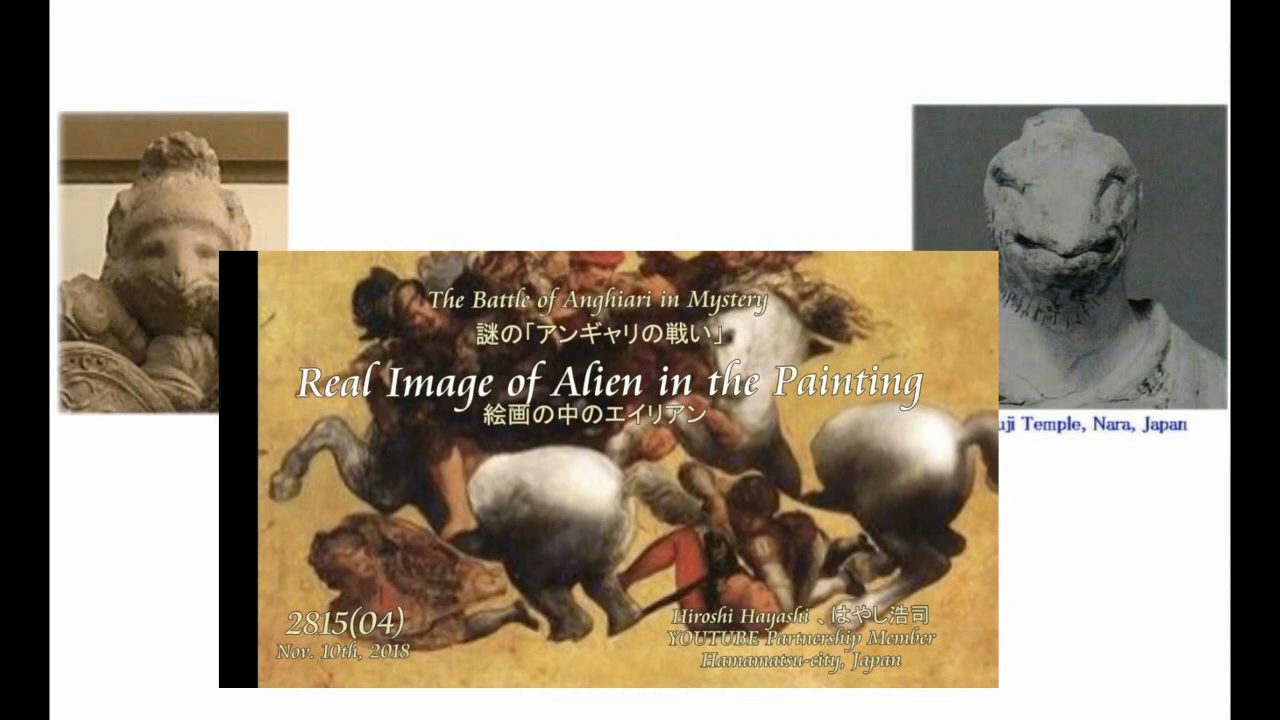 The Battle of Anghiari in Mystery
謎の「アンギャリの戦い」
Real Image of Alien in the Painting
絵画の中のエイリアン
uji Temple, Nara, Japan
2815(04)
Nov. 10th, 2018
Hiroshi Hayashi 、はやし浩司
YOUTUBE Partnership Member
Hamamatsu-city, Japan